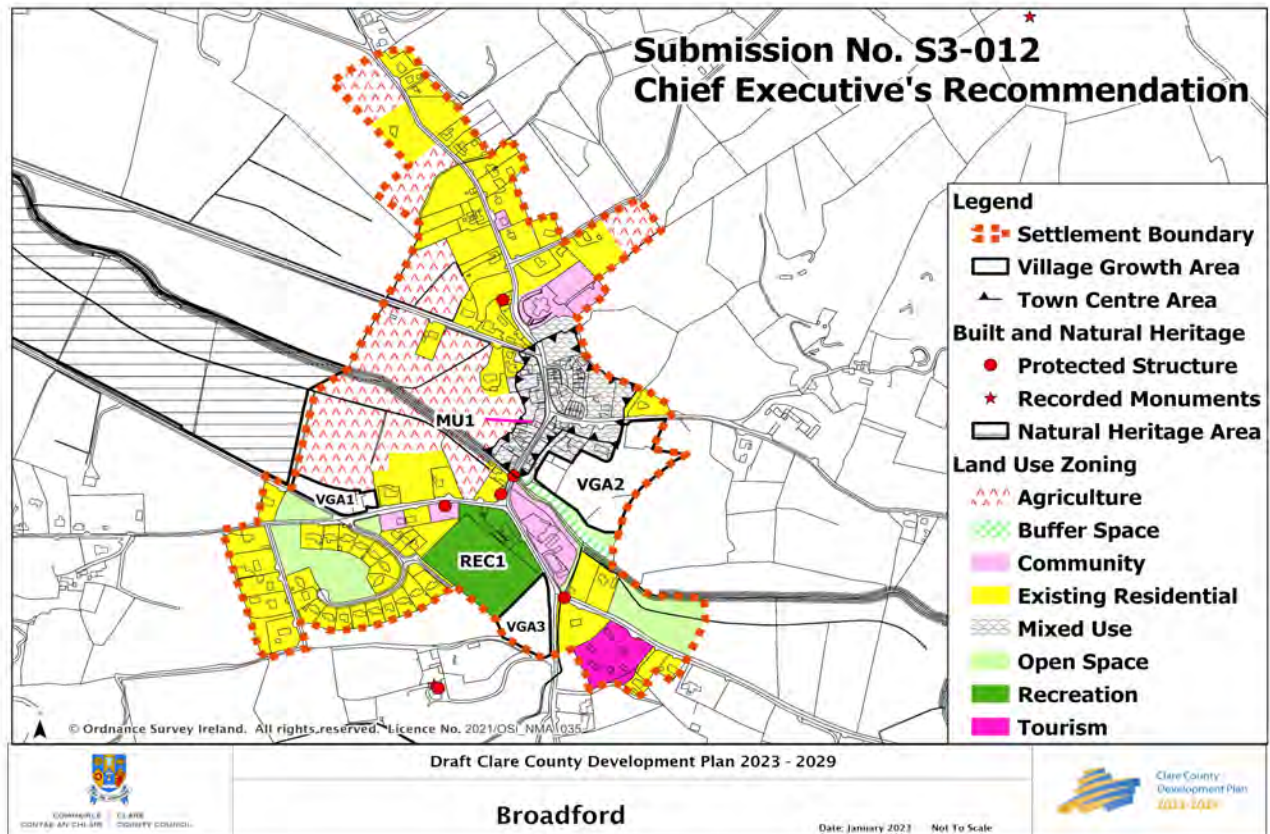 Submission No. S3-012
Chief Executive's Recommendation
Legend
Settlement Boundary
Village Growth Area
Town Centre Area
Built and Natural Heritage
Protected Structure
Recorded Monuments
Natural Heritage Area
Land Use Zoning
Agriculture
Buffer Space
Community
Existing Residential
Mixed Use
Open Space
Recreation
Tourism
MU1
VGA2
VGA1
REC1
VGA3
© Ordnance Survey Ireland. All rights reserved. Licence No. 2021/OSI_NMA_035
COMHAIRLE CONTAE AN CHLÁIR
CLARE COUNTY COUNCIL
Draft Clare County Development Plan 2023 - 2029
Broadford
Date: January 2023 Not To Scale
Clare County
Development Plan
2023-2029